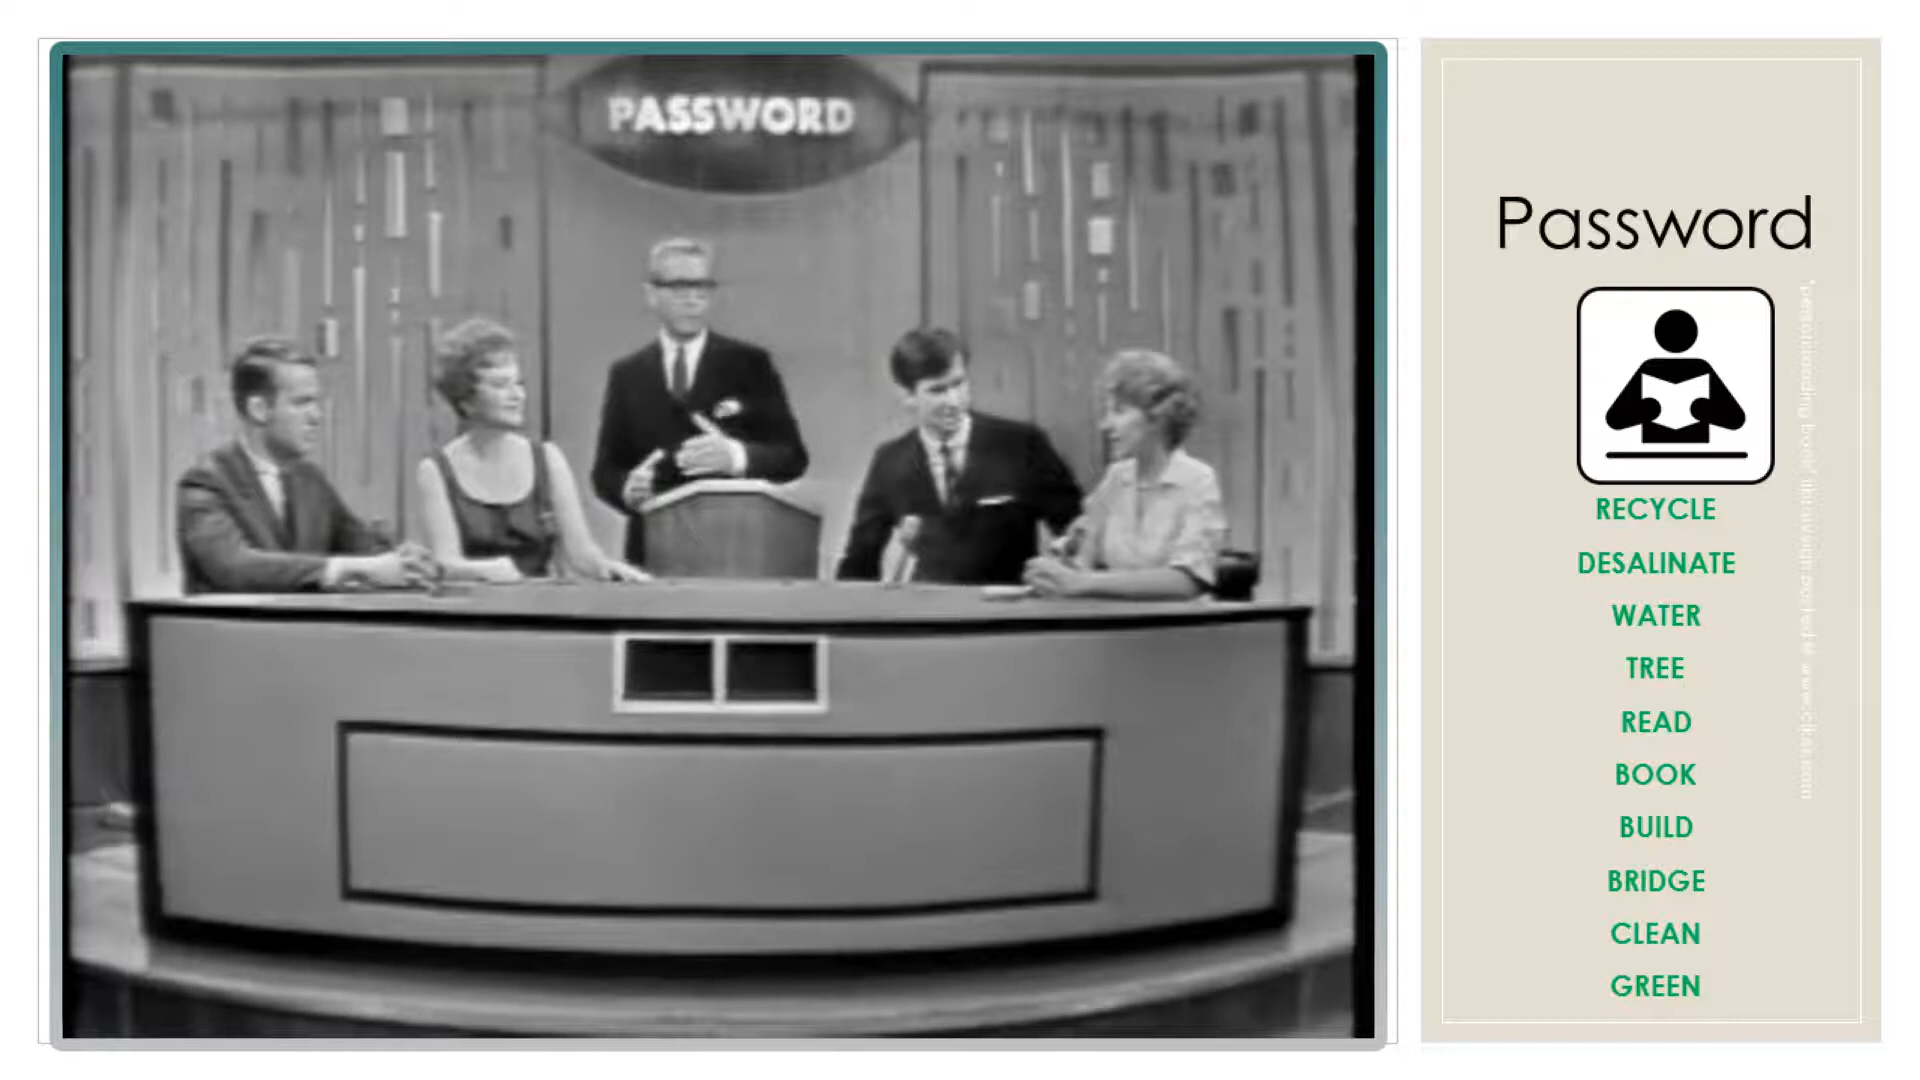 PASSWORD
Password
RECYCLE
DESALINATE
WATER
TREE
READ
BOOK
BUILD
BRIDGE
CLEAN
GREEN